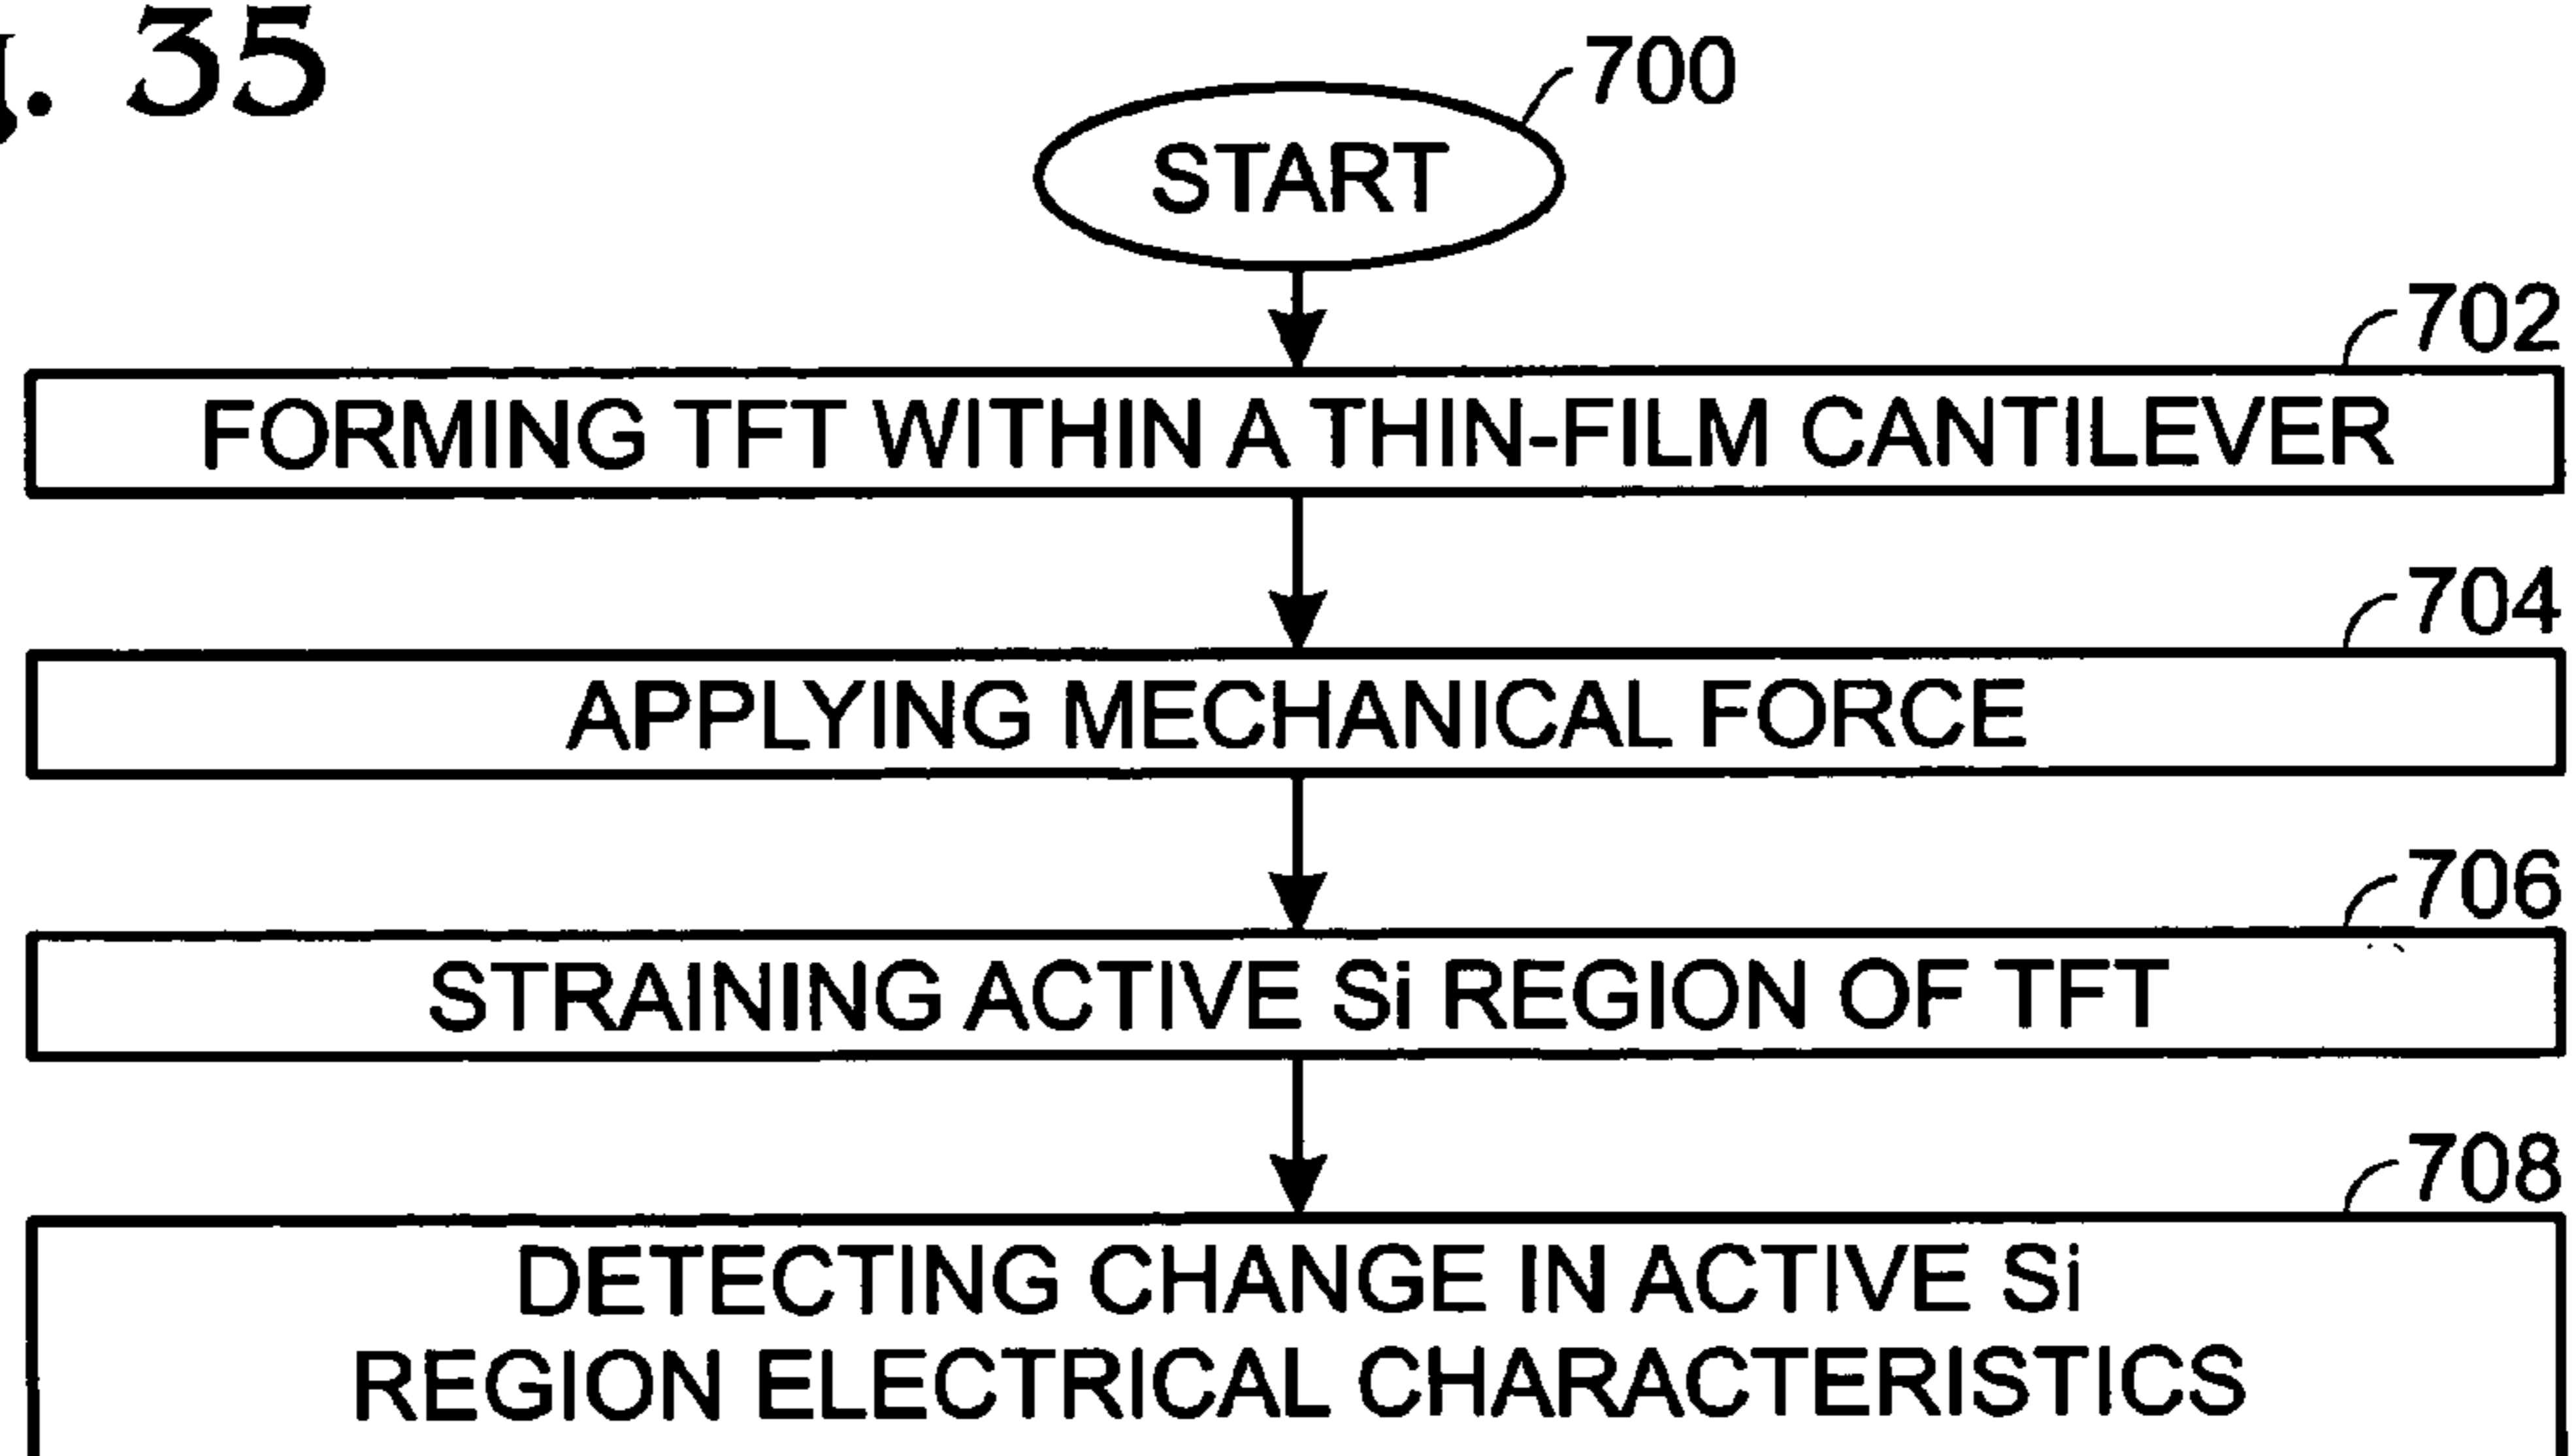 . 35
START
700
702
FORMING TFT WITHIN A THIN-FILM CANTILEVER
704
APPLYING MECHANICAL FORCE
706
STRAINING ACTIVE Si REGION OF TFT
708
DETECTING CHANGE IN ACTIVE Si
REGION ELECTRICAL CHARACTERISTICS